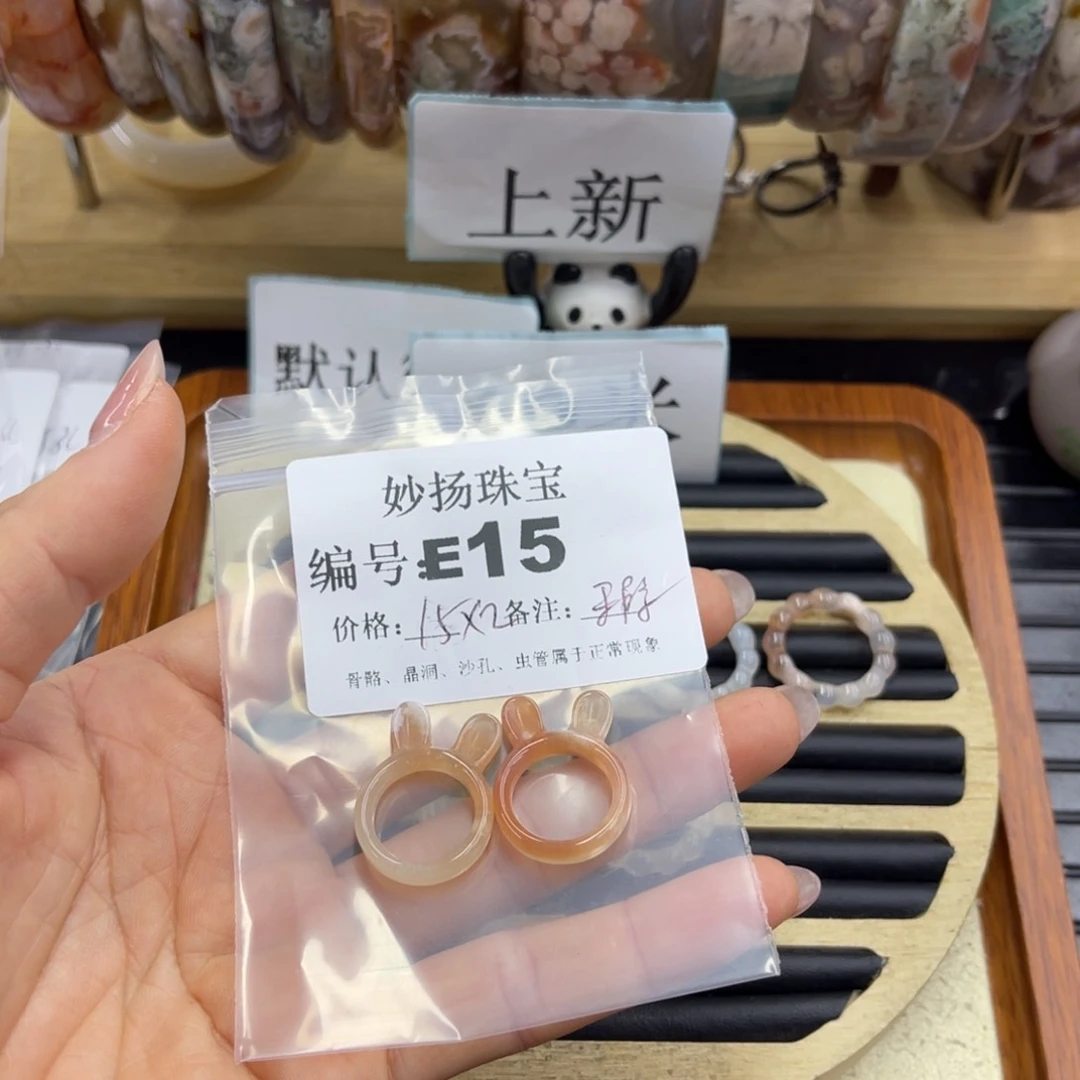 上新
默认
妙扬珠宝
编号:E15
价格:15X2备注:
骨骼、晶洞、沙孔、虫管属于正常现象